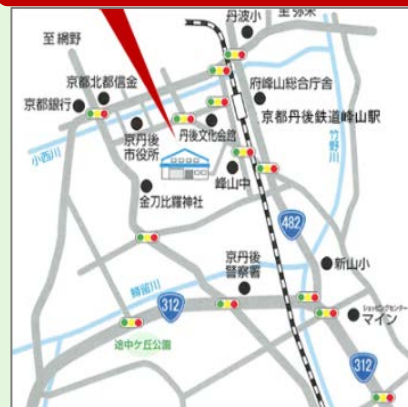 丹波小
至 弥栄
至 網野
京都北都信金
京都銀行
府峰山総合庁舎
京丹後
市役所
丹後文化会館
京都丹後鉄道峰山駅
竹野川
小西川
峰山中
金刀比羅神社
482
京丹後
警察署
新山小
鱒留川
312
ショッピングセンター
マイン
途中ケ丘公園
312